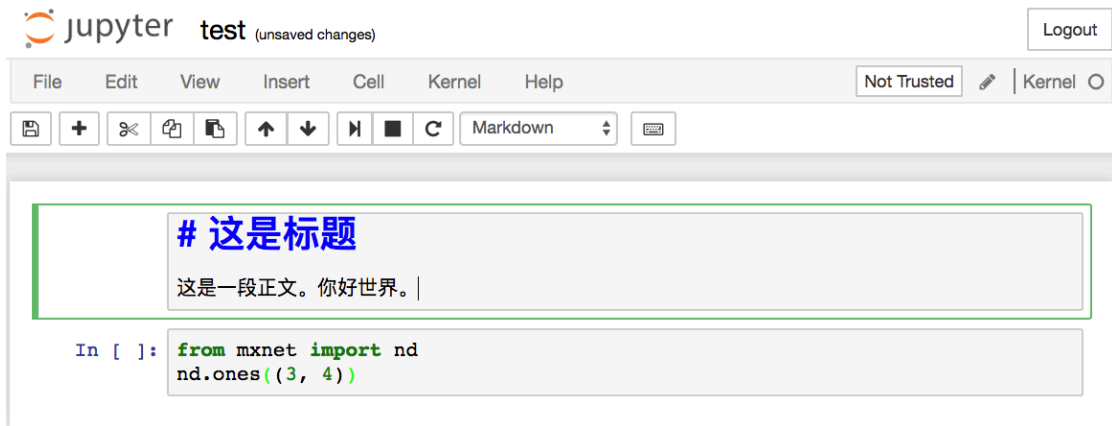 jupyter test (unsaved changes) Logout
File Edit View Insert Cell Kernel Help Not Trusted Kernel
Markdown
# 这是标题
这是一段正文。你好世界。
In [ ]: from mxnet import nd
nd.ones((3, 4))